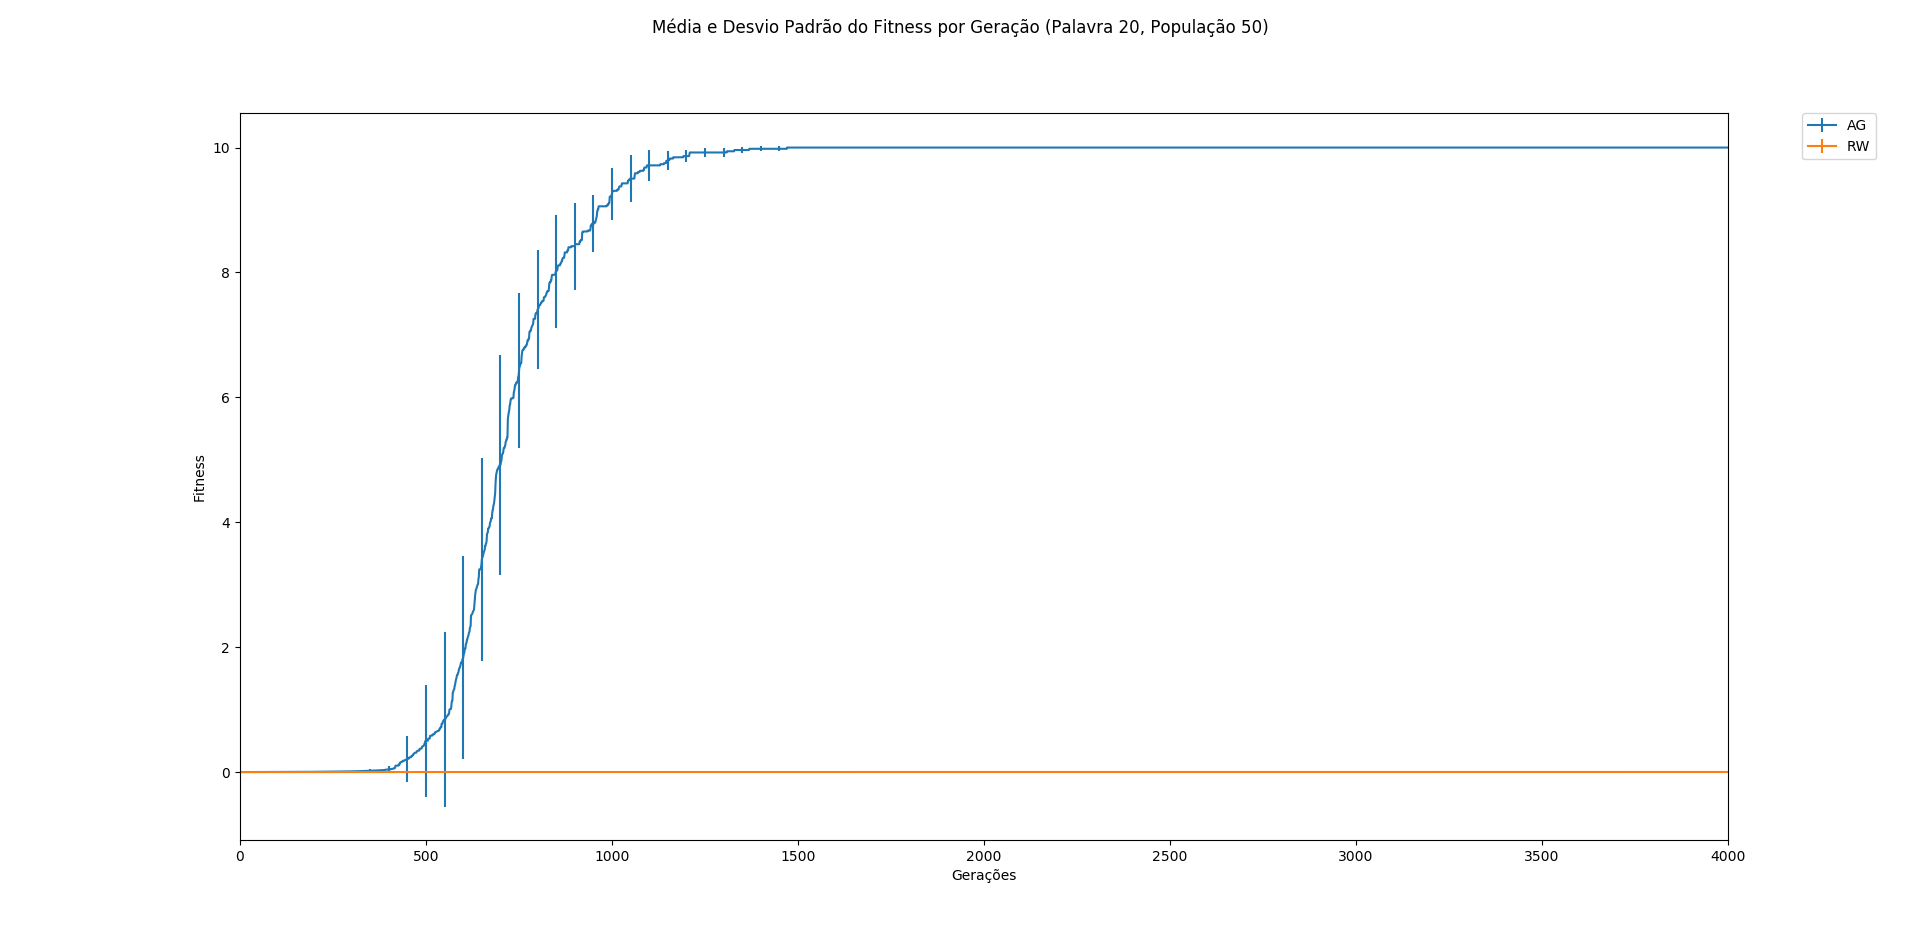 Média e Desvio Padrão do Fitness por Geração (Palavra 20, População 50)
AG
RW
10
8
6
4
2
0
Fitness
0 500 1000 1500 2000 2500 3000 3500 4000
Gerações